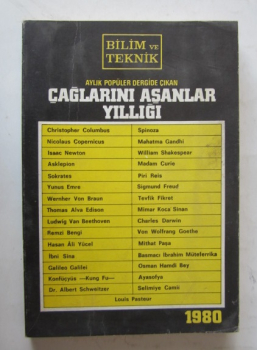 BİLİM VE
TEKNİK
AYLIK POPÜLER DERGİDE ÇIKAN
ÇAĞLARINI AŞANLAR
YILLIĞI
Christopher Columbus
Nicolaus Copernicus
Isaac Newton
Asklepion
Sokrates
Yunus Emre
Wernher Von Braun
Thomas Alva Edison
Ludwig Van Beethoven
Remzi Bengi
Hasan Âli Yücel
İbni Sina
Galileo Galilei
Konfüçyüs —Kung Fu—
Dr. Albert Schweitzer
Spinoza
Mahatma Gandhi
William Shakespear
Madam Curie
Piri Reis
Sigmund Freud
Tevfik Fikret
Mimar Koca Sinan
Charles Darwin
Von Wolfrang Goethe
Mithat Paşa
Basmacı İbrahim Müteferrika
Osman Hamdi Bey
Ayasofya
Selimiye Camii
Louis Pasteur
1980